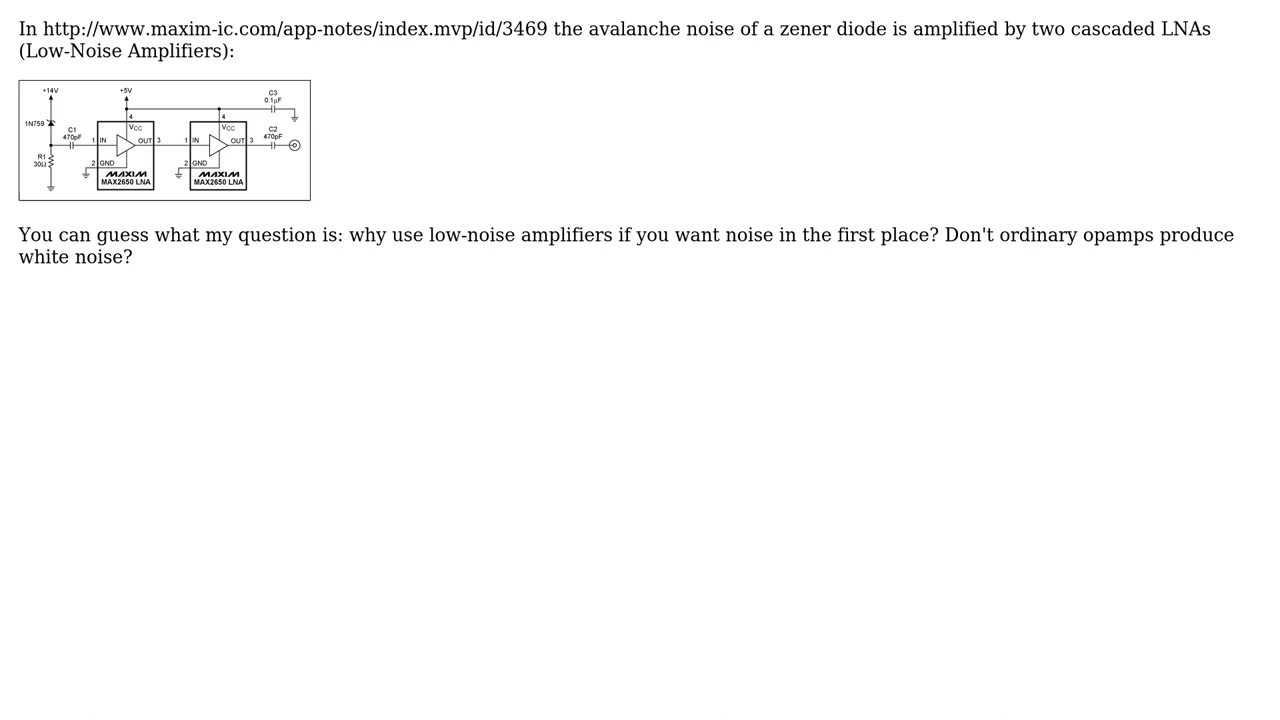 In http://www.maxim-ic.com/app-notes/index.mvp/id/3469 the avalanche noise of a zener diode is amplified by two cascaded LNAs
(Low-Noise Amplifiers):
+14V
+5V
C3
0.1µF
4
4
1N759
C1
470pF
VCC
VCC
C2
470pF
1
IN
OUT
3
1
IN
OUT
3
R1
30Ω
2
GND
2
GND
MAXIM
MAX2650 LNA
MAXIM
MAX2650 LNA
You can guess what my question is: why use low-noise amplifiers if you want noise in the first place? Don't ordinary opamps produce
white noise?